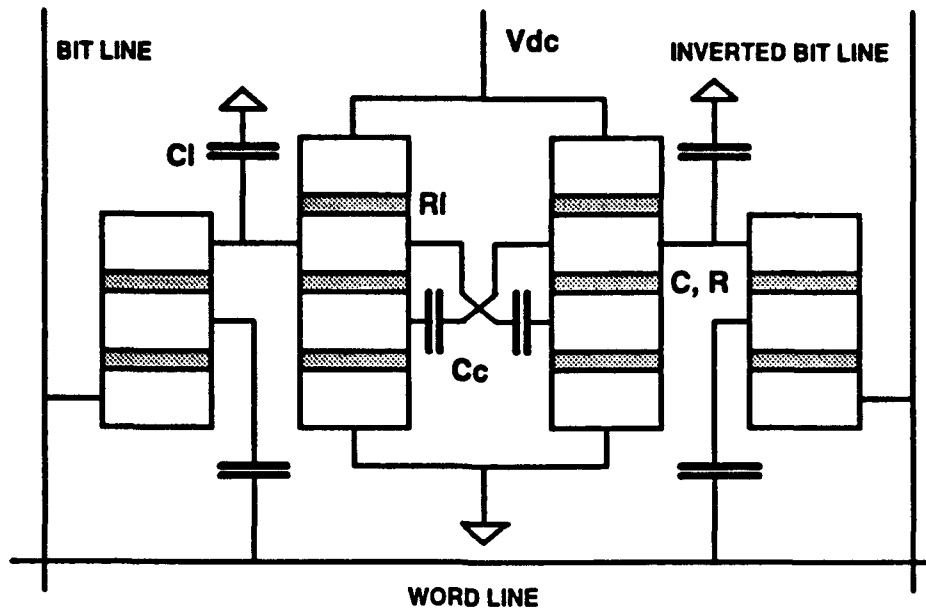 BIT LINE
Vdc
INVERTED BIT LINE
Cl
Rl
C, R
Cc
WORD LINE